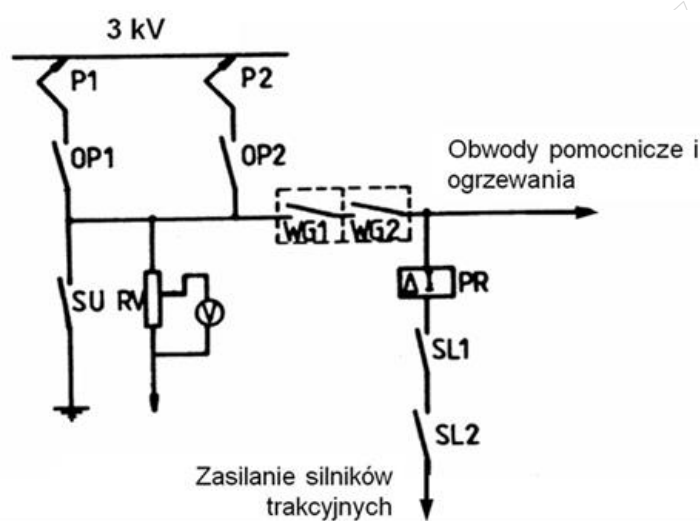 3 kV
P1
P2
OP1
OP2
Obwody pomocnicze i
ogrzewania
WG1 WG2
SU RV V
Δ I PR
SL1
SL2
Zasilanie silników
trakcyjnych